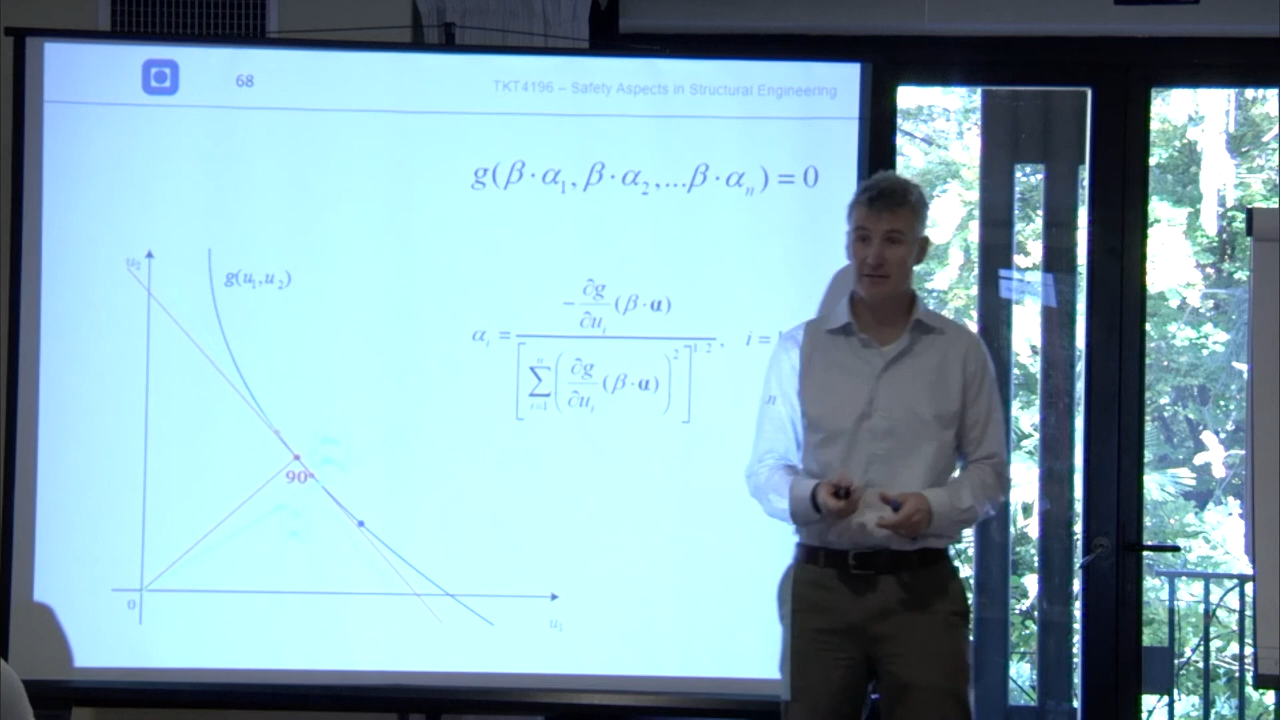 68
TKT4196 – Safety Aspects in Structural Engineering
g(β·α₁, β·α₂,...β·αₙ) = 0
u₂
g(u₁,u₂)
αᵢ = −∂g/∂uᵢ (β·α) / [∑ᵢ₌₁ⁿ (∂g/∂uᵢ (β·α))²]^1/2, i =
n
90°
0
u₁